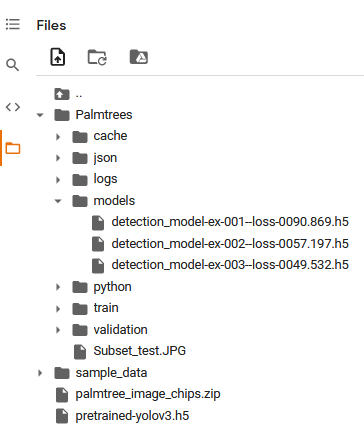 Files
..
Palmtrees
cache
json
logs
models
detection_model-ex-001--loss-0090.869.h5
detection_model-ex-002--loss-0057.197.h5
detection_model-ex-003--loss-0049.532.h5
python
train
validation
Subset_test.JPG
sample_data
palmtree_image_chips.zip
pretrained-yolov3.h5